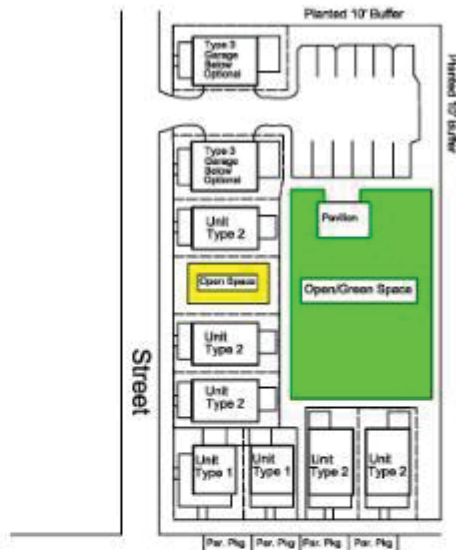 Planted 10' Buffer
Planted 10' Buffer
Type 3
Garage
Below
Optional
Type 3
Garage
Below
Optional
Unit
Type 2
Pavilion
Open Space
Open/Green Space
Unit
Type 2
Street
Unit
Type 2
Unit
Type 1
Unit
Type 1
Unit
Type 2
Unit
Type 2
Par. Pkg
Par. Pkg
Par. Pkg
Par. Pkg